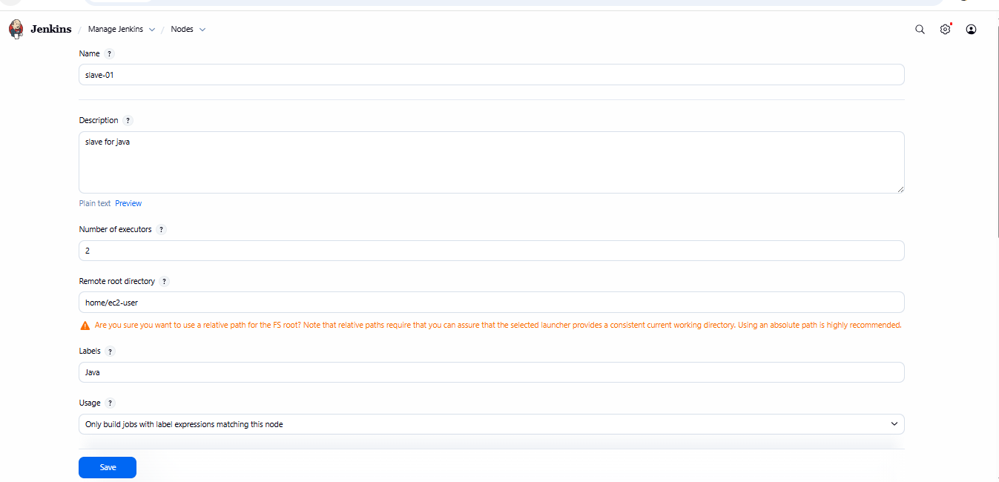 Jenkins / Manage Jenkins / Nodes
Name ?
slave-01
Description ?
slave for java
Plain text Preview
Number of executors ?
2
Remote root directory ?
home/ec2-user
Are you sure you want to use a relative path for the FS root? Note that relative paths require that you can assure that the selected launcher provides a consistent current working directory. Using an absolute path is highly recommended.
Labels ?
Java
Usage ?
Only build jobs with label expressions matching this node
Save